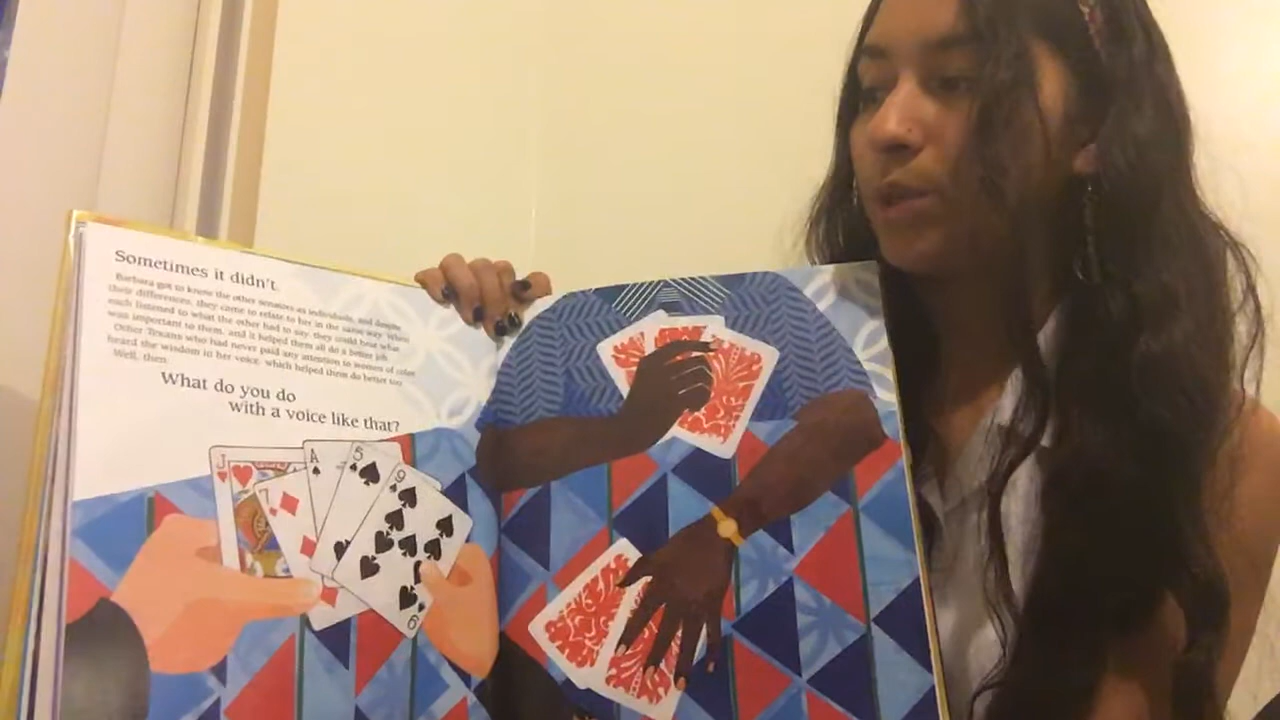 Sometimes it didn't.
Barbara got to know the other senators as individuals, and despite
their differences, they came to relate to her in the same way. When
each listened to what the other had to say, they could hear what
was important to them, and it helped them all do a better job.
Other Texans who had never paid any attention to women of color
heard the wisdom in her voice, which helped them do better too.
Well, then.
What do you do
with a voice like that?
J
7
A
5
9
6